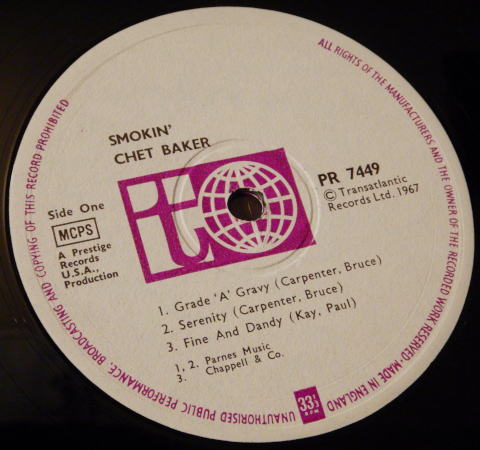 SMOKIN'
CHET BAKER
Side One
MCPS
A Prestige
Records
U.S.A.,
Production
it
PR 7449
© Transatlantic
Records Ltd. 1967
1. Grade 'A' Gravy (Carpenter, Bruce)
2. Serenity (Carpenter, Bruce)
3. Fine And Dandy (Kay, Paul)
1, 2. Parnes Music
3. Chappell & Co.
33⅓
RPM
ALL RIGHTS OF THE MANUFACTURERS AND THE OWNER OF THE RECORDED WORK RESERVED-MADE IN ENGLAND
UNAUTHORISED PUBLIC PERFORMANCE, BROADCASTING AND COPYING OF THIS RECORD PROHIBITED